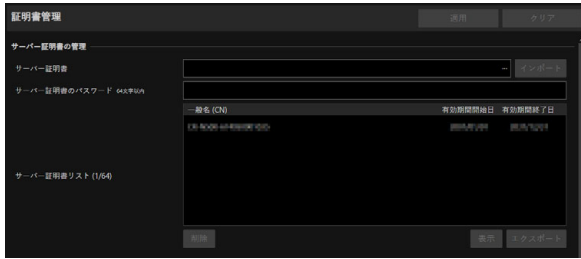 証明書管理
適用 クリア
サーバー証明書の管理
サーバー証明書 ... インポート
サーバー証明書のパスワード 64文字以内
一般名 (CN) 有効期間開始日 有効期間終了日
サーバー証明書リスト (1/64)
削除 表示 エクスポート